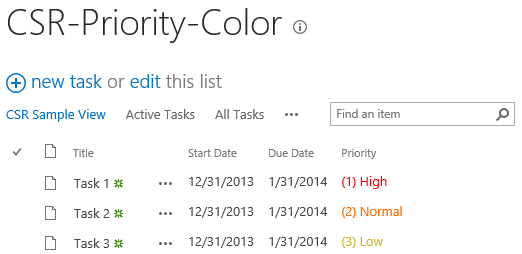 CSR-Priority-Color
new task or edit this list
CSR Sample View Active Tasks All Tasks ••• Find an item
Title Start Date Due Date Priority
Task 1 ••• 12/31/2013 1/31/2014 (1) High
Task 2 ••• 12/31/2013 1/31/2014 (2) Normal
Task 3 ••• 12/31/2013 1/31/2014 (3) Low